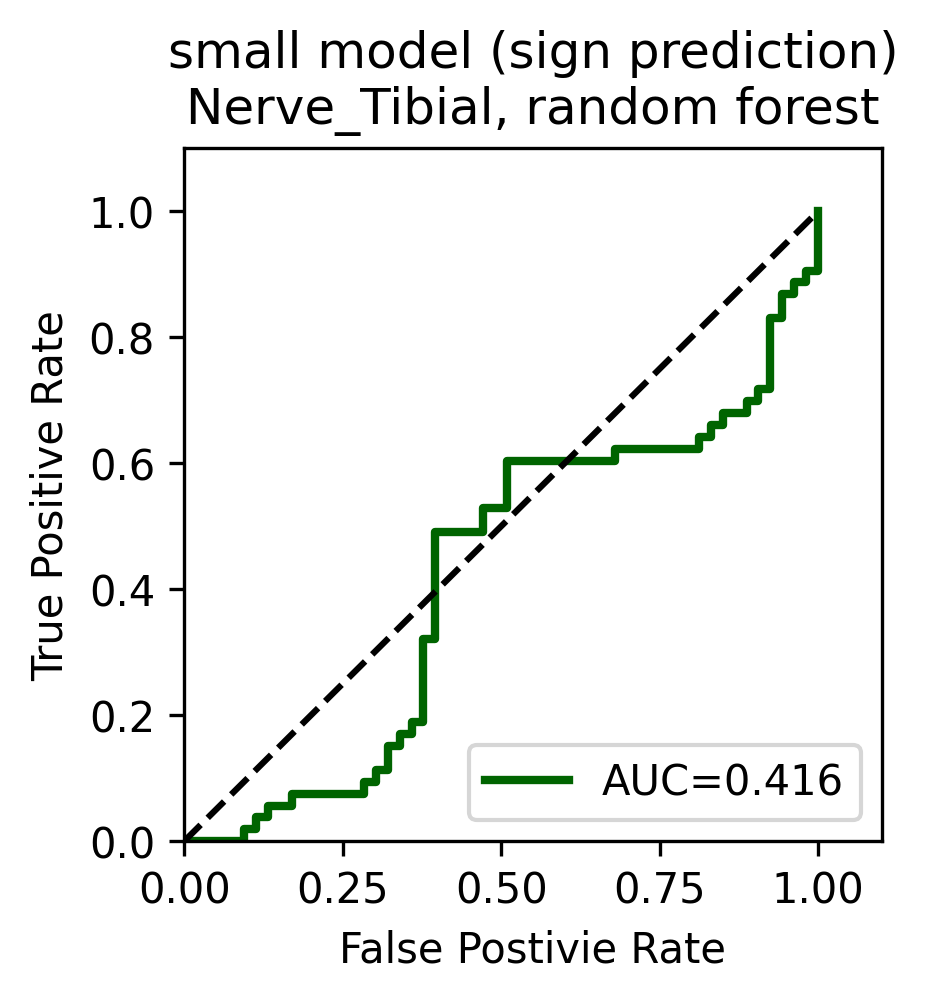 small model (sign prediction)
Nerve_Tibial, random forest
1.0
0.8
0.6
0.4
0.2
0.0
True Positive Rate
AUC=0.416
0.00 0.25 0.50 0.75 1.00
False Postivie Rate